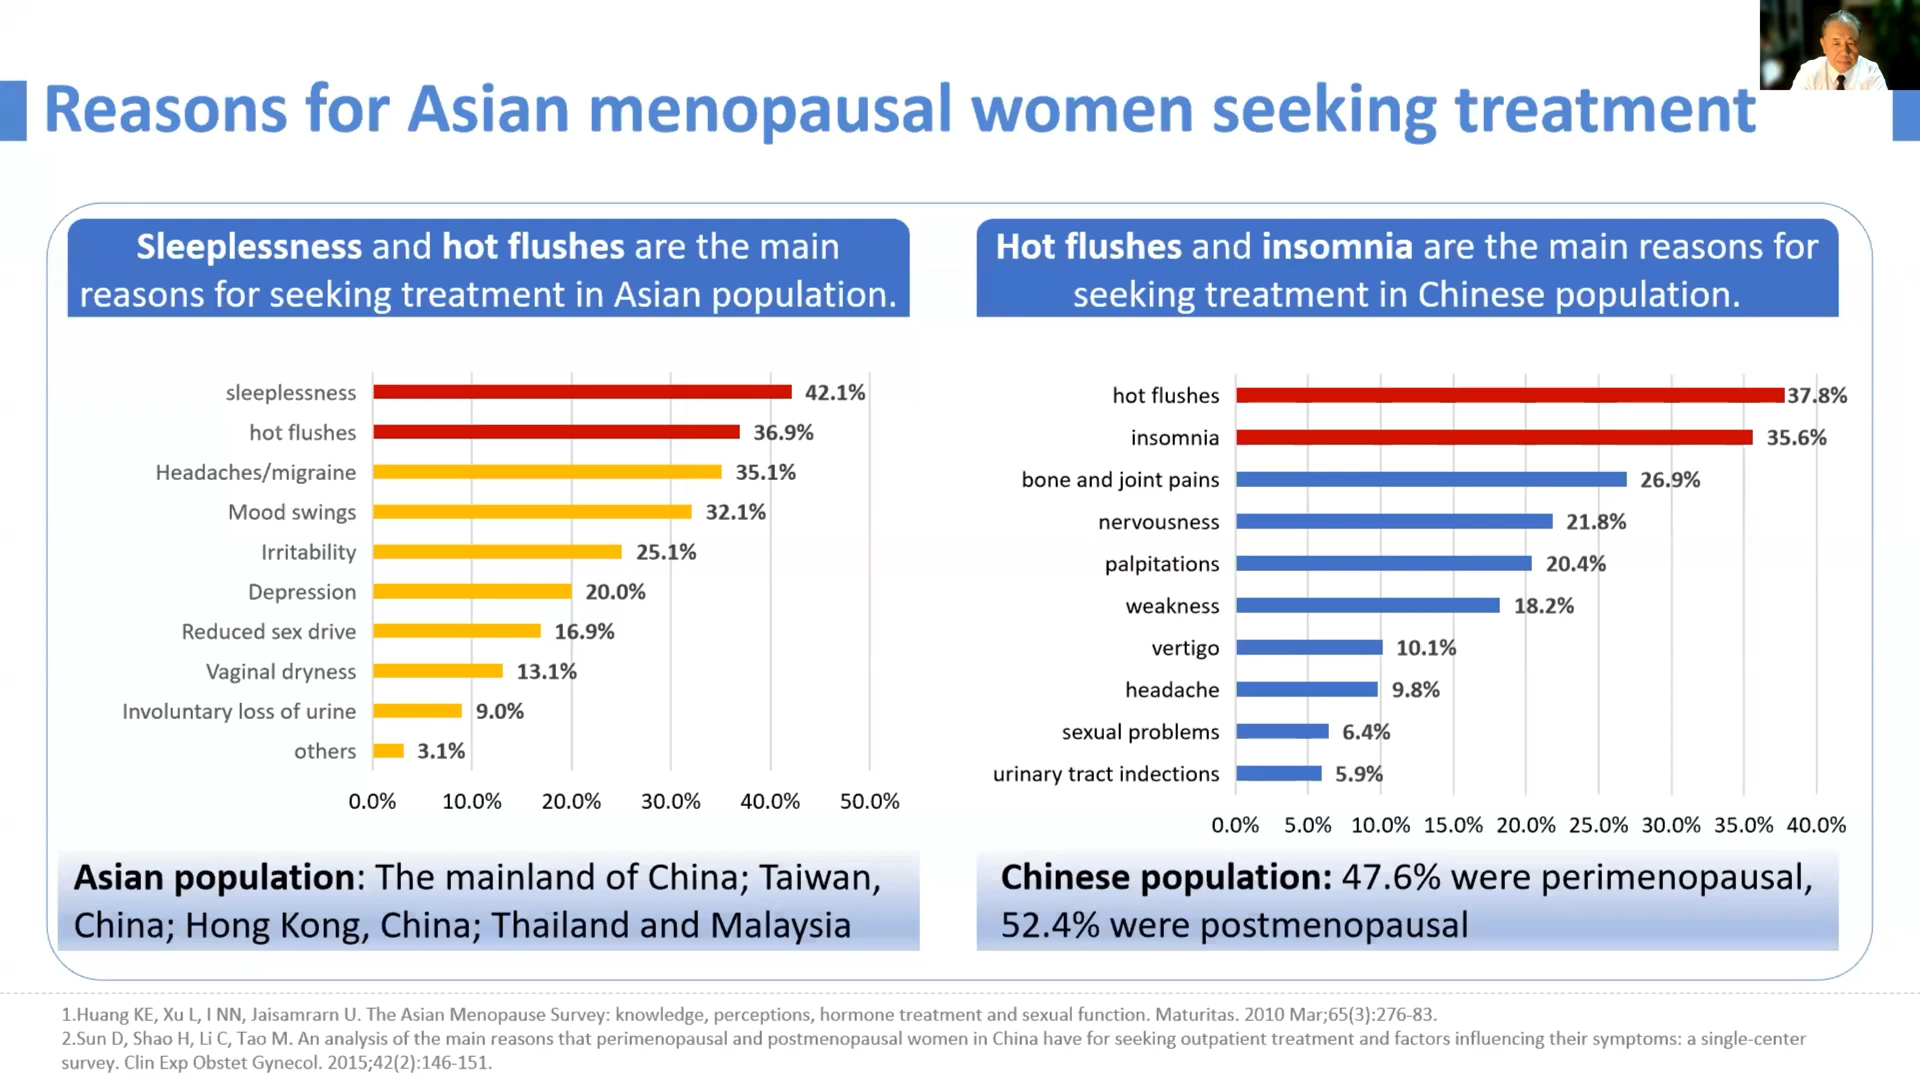 Reasons for Asian menopausal women seeking treatment
Sleeplessness and hot flushes are the main
reasons for seeking treatment in Asian population.
sleeplessness 42.1%
hot flushes 36.9%
Headaches/migraine 35.1%
Mood swings 32.1%
Irritability 25.1%
Depression 20.0%
Reduced sex drive 16.9%
Vaginal dryness 13.1%
Involuntary loss of urine 9.0%
others 3.1%
0.0% 10.0% 20.0% 30.0% 40.0% 50.0%
Asian population: The mainland of China; Taiwan,
China; Hong Kong, China; Thailand and Malaysia
Hot flushes and insomnia are the main reasons for
seeking treatment in Chinese population.
hot flushes 37.8%
insomnia 35.6%
bone and joint pains 26.9%
nervousness 21.8%
palpitations 20.4%
weakness 18.2%
vertigo 10.1%
headache 9.8%
sexual problems 6.4%
urinary tract indections 5.9%
0.0% 5.0% 10.0% 15.0% 20.0% 25.0% 30.0% 35.0% 40.0%
Chinese population: 47.6% were perimenopausal,
52.4% were postmenopausal
1.Huang KE, Xu L, I NN, Jaisamrarn U. The Asian Menopause Survey: knowledge, perceptions, hormone treatment and sexual function. Maturitas. 2010 Mar;65(3):276-83.
2.Sun D, Shao H, Li C, Tao M. An analysis of the main reasons that perimenopausal and postmenopausal women in China have for seeking outpatient treatment and factors influencing their symptoms: a single-center
survey. Clin Exp Obstet Gynecol. 2015;42(2):146-151.